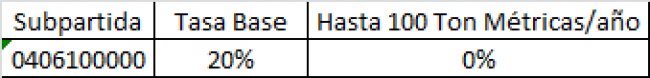 Subpartida Tasa Base Hasta 100 Ton Métricas/año
0406100000 20% 0%